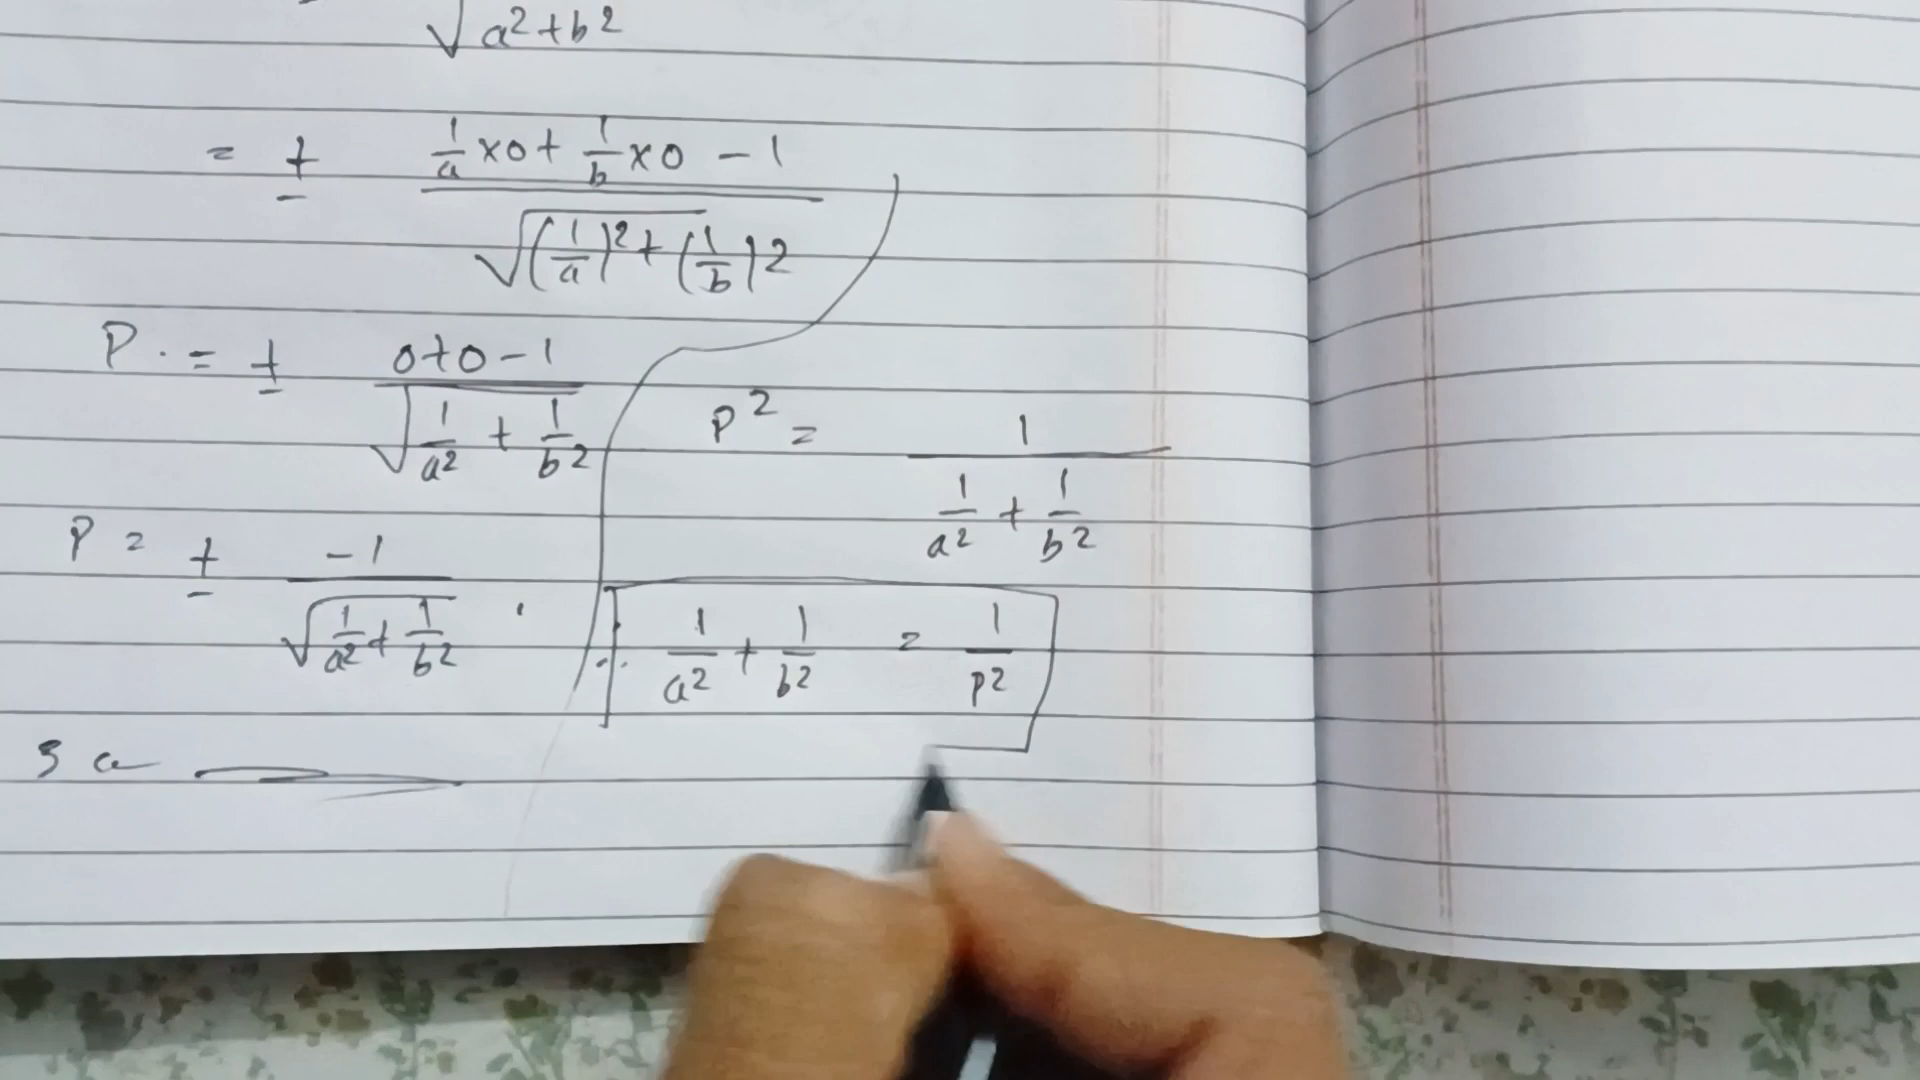 √a²+b²
= ± (1/a ×0 + 1/b ×0 − 1) / √(1/a)²+(1/b)2
P. = ± (0+0−1) / √1/a² + 1/b²
P = ± −1 / √1/a² + 1/b²
P² = 1 / (1/a² + 1/b²)
∴ 1/a² + 1/b² = 1/P²